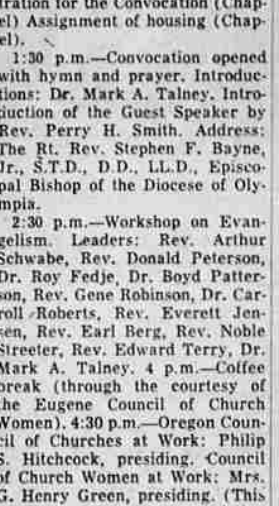 tration for the Convocation (Chap-
el) Assignment of housing (Chap-
el).
1:30 p.m.—Convocation opened
with hymn and prayer. Introduc-
tions: Dr. Mark A. Talney. Intro-
duction of the Guest Speaker by
Rev. Perry H. Smith. Address:
The Rt. Rev. Stephen F. Bayne,
Jr., S.T.D., D.D., LL.D., Episco-
pal Bishop of the Diocese of Oly-
mpia.
2:30 p.m.—Workshop on Evan-
gelism. Leaders: Rev. Arthur
Schwabe, Rev. Donald Peterson,
Dr. Roy Fedje, Dr. Boyd Patter-
son, Rev. Gene Robinson, Dr. Car-
roll Roberts, Rev. Everett Jen-
sen, Rev. Earl Berg, Rev. Noble
Streeter, Rev. Edward Terry, Dr.
Mark A. Talney. 4 p.m.—Coffee
break (through the courtesy of
the Eugene Council of Church
Women). 4:30 p.m.—Oregon Coun-
cil of Churches at Work: Philip
S. Hitchcock, presiding. Council
of Church Women at Work: Mrs.
G. Henry Green, presiding. (This